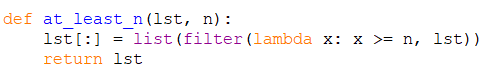 def at_least_n(lst, n):
    lst[:] = list(filter(lambda x: x >= n, lst))
    return lst